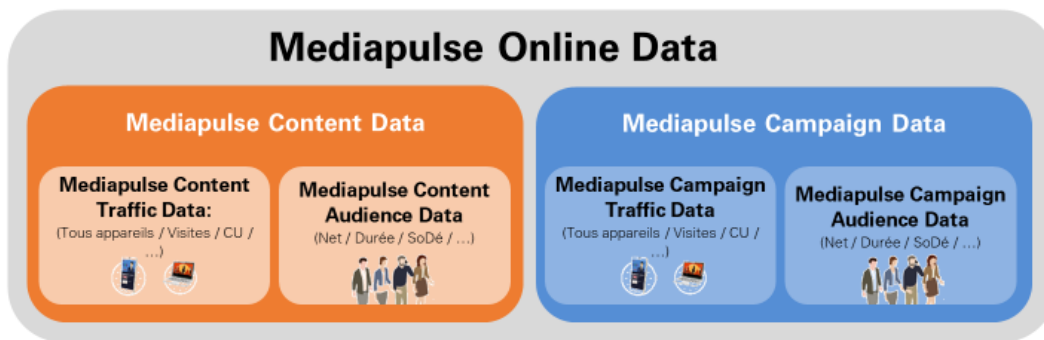 Mediapulse Online Data
Mediapulse Content Data
Mediapulse Content
Traffic Data:
(Tous appareils / Visites / CU /
…)
Mediapulse Content
Audience Data
(Net / Durée / SoDé / …)
Mediapulse Campaign Data
Mediapulse Campaign
Traffic Data
(Tous appareils / Visites / CU /
…)
Mediapulse Campaign
Audience Data
(Net / Durée / SoDé / …)